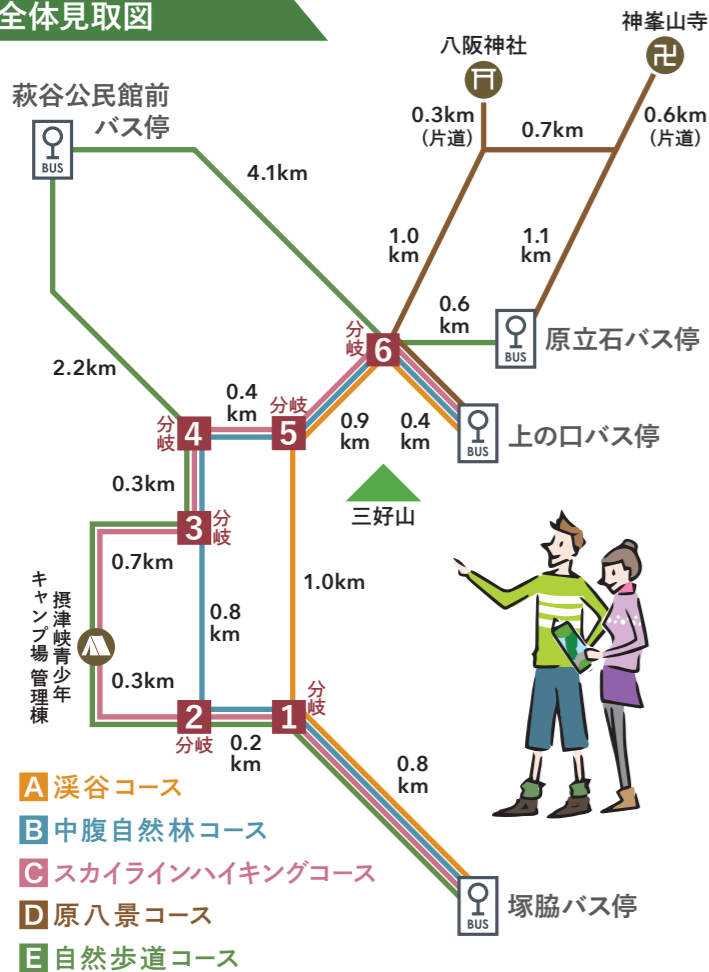 全体見取図
神峯山寺
八阪神社
卍
萩谷公民館前
バス停
BUS
0.3km
(片道)
0.7km
0.6km
(片道)
4.1km
1.0
km
1.1
km
0.6
km
分岐
6
BUS
原立石バス停
2.2km
0.4
km
分岐
4
分岐
5
0.9
km
0.4
km
BUS
上の口バス停
0.3km
三好山
3
分岐
0.7km
摂津峡青少年
キャンプ場 管理棟
0.8
km
1.0km
0.3km
2
分岐
1
分岐
0.2
km
0.8
km
A 渓谷コース
B 中腹自然林コース
C スカイラインハイキングコース
D 原八景コース
E 自然歩道コース
BUS
塚脇バス停